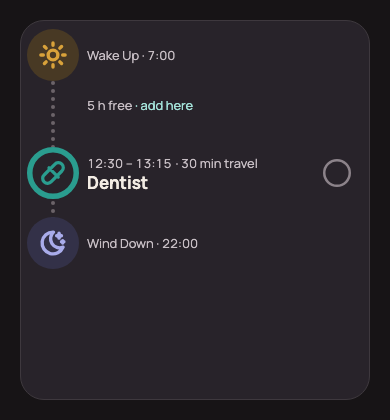 Wake Up · 7:00
5 h free · add here
12:30 – 13:15 · 30 min travel
Dentist
Wind Down · 22:00